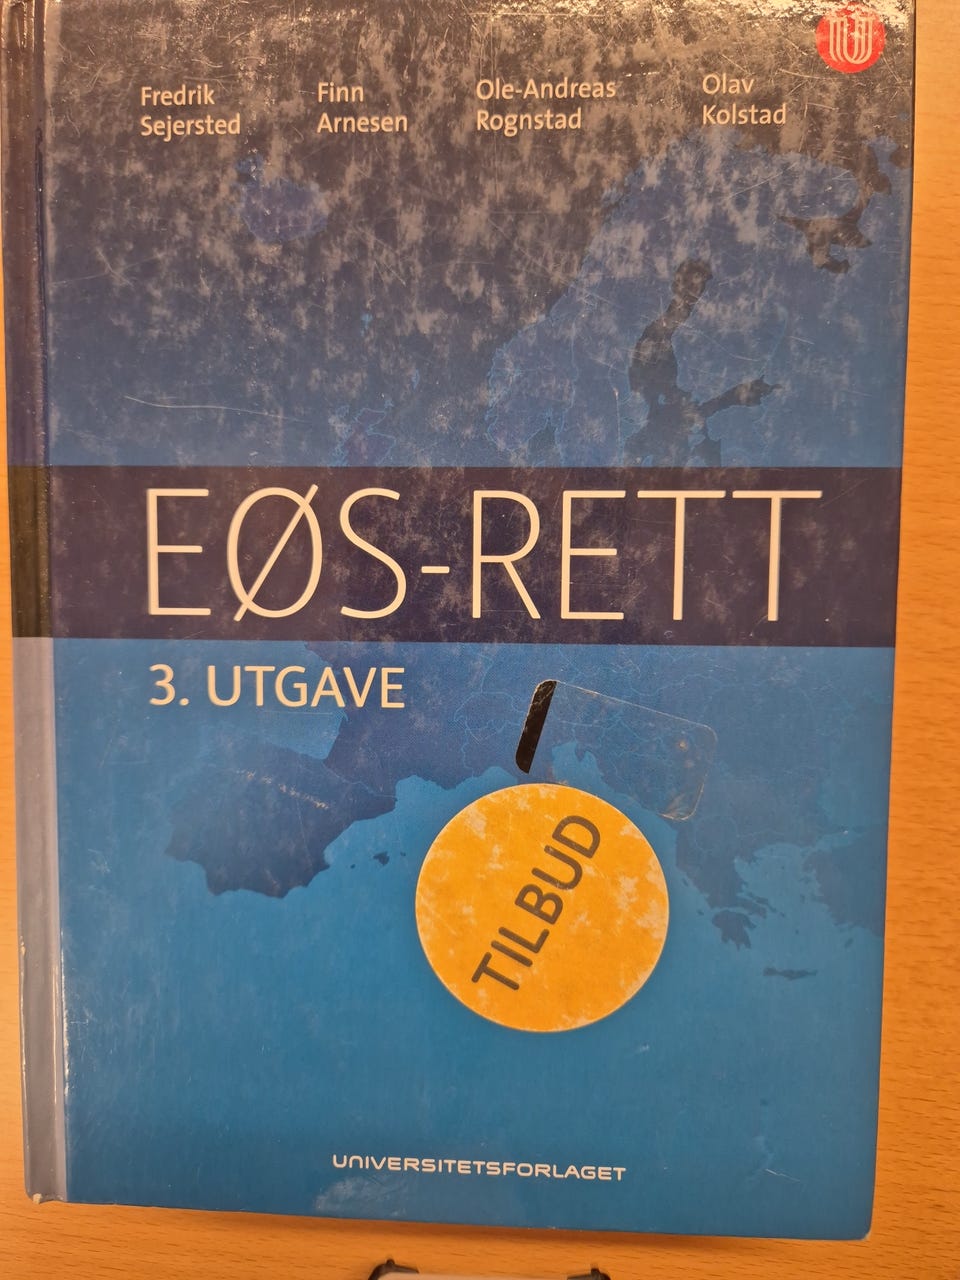 Fredrik
Sejersted
Finn
Arnesen
Ole-Andreas
Rognstad
Olav
Kolstad
EØS-RETT
3. UTGAVE
TILBUD
UNIVERSITETSFORLAGET